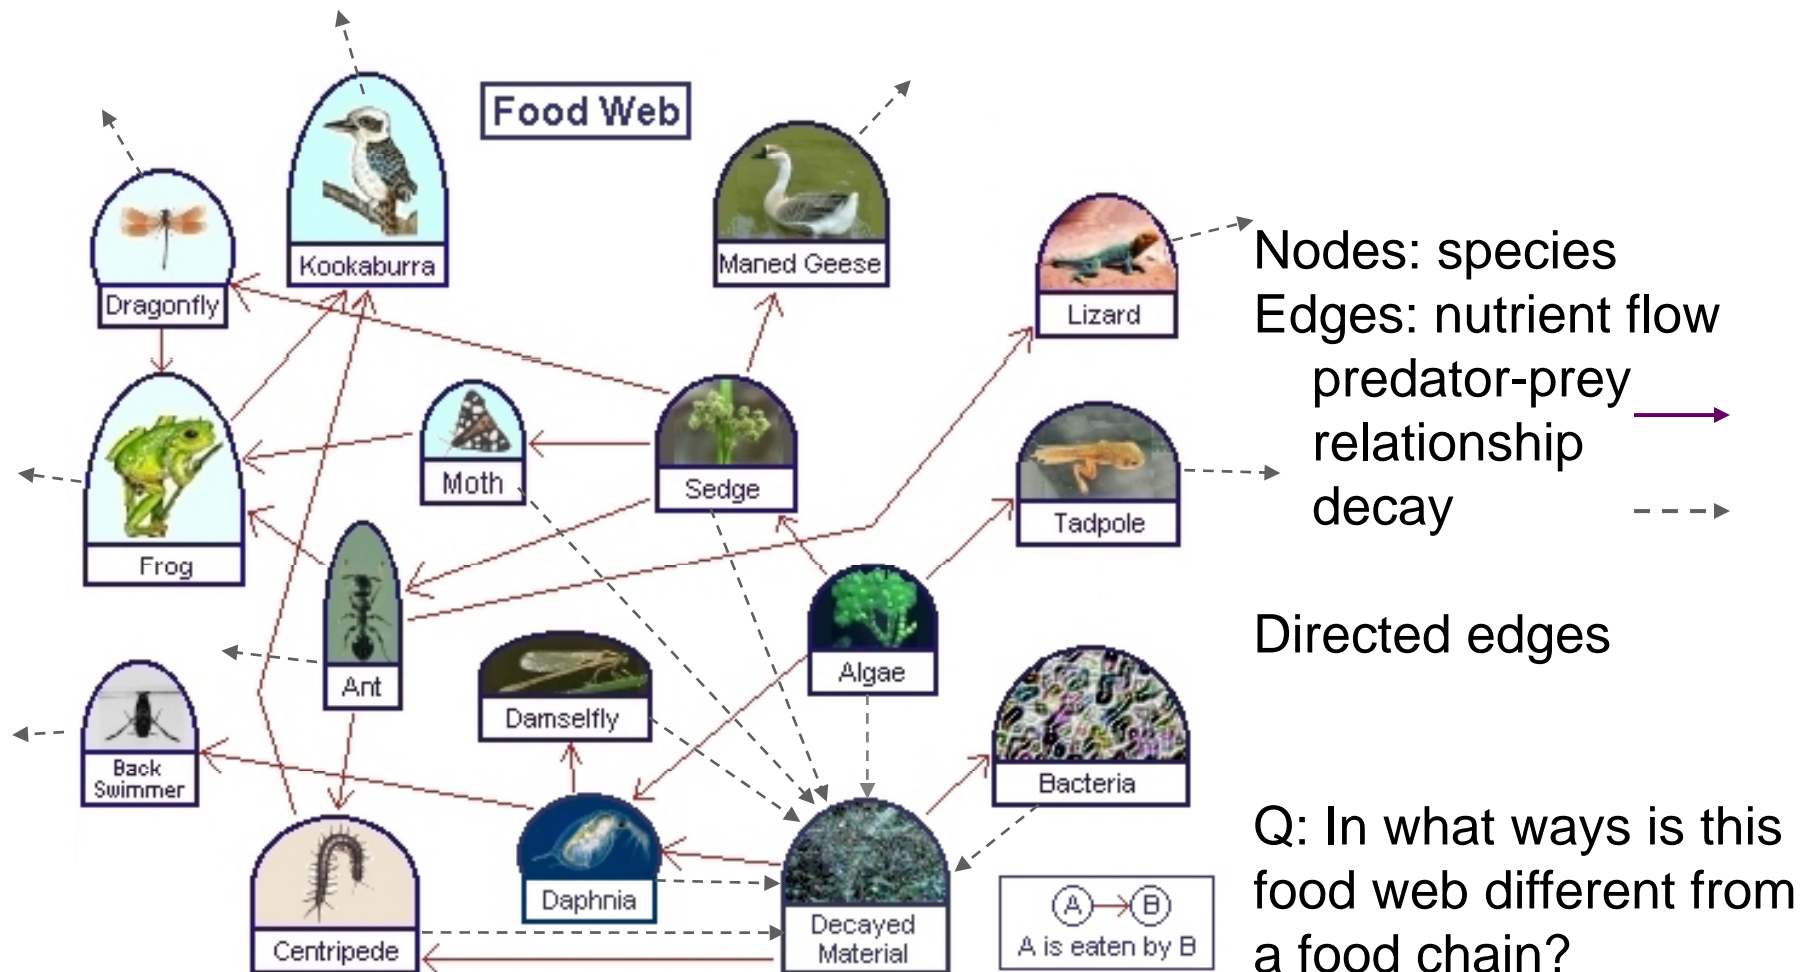 Food Web
Kookaburra
Maned Geese
Dragonfly
Lizard
Moth
Sedge
Tadpole
Frog
Ant
Damselfly
Algae
Back
Swimmer
Bacteria
Centripede
Daphnia
Decayed
Material
A B
A is eaten by B
Nodes: species
Edges: nutrient flow
predator-prey
relationship
decay
Directed edges
Q: In what ways is this
food web different from
a food chain?